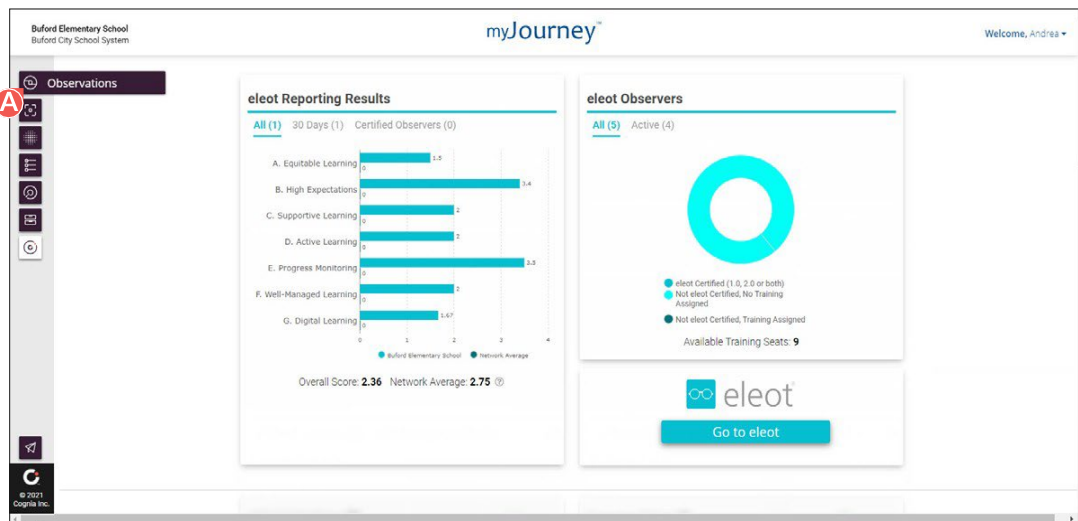 Buford Elementary School
Buford City School System
myJourney™
Welcome, Andrea
Observations
A
eleot Reporting Results
All (1) 30 Days (1) Certified Observers (0)
A. Equitable Learning 1.5
0
B. High Expectations 3.4
0
C. Supportive Learning 2
0
D. Active Learning 2
0
E. Progress Monitoring 3.5
0
F. Well-Managed Learning 2
0
G. Digital Learning 1.67
0
0 1 2 3 4
Buford Elementary School Network Average
Overall Score: 2.36 Network Average: 2.75
eleot Observers
All (5) Active (4)
eleot Certified (1.0, 2.0 or both)
Not eleot Certified, No Training
Assigned
Not eleot Certified, Training Assigned
Available Training Seats: 9
eleot
Go to eleot
© 2021
Cognia Inc.